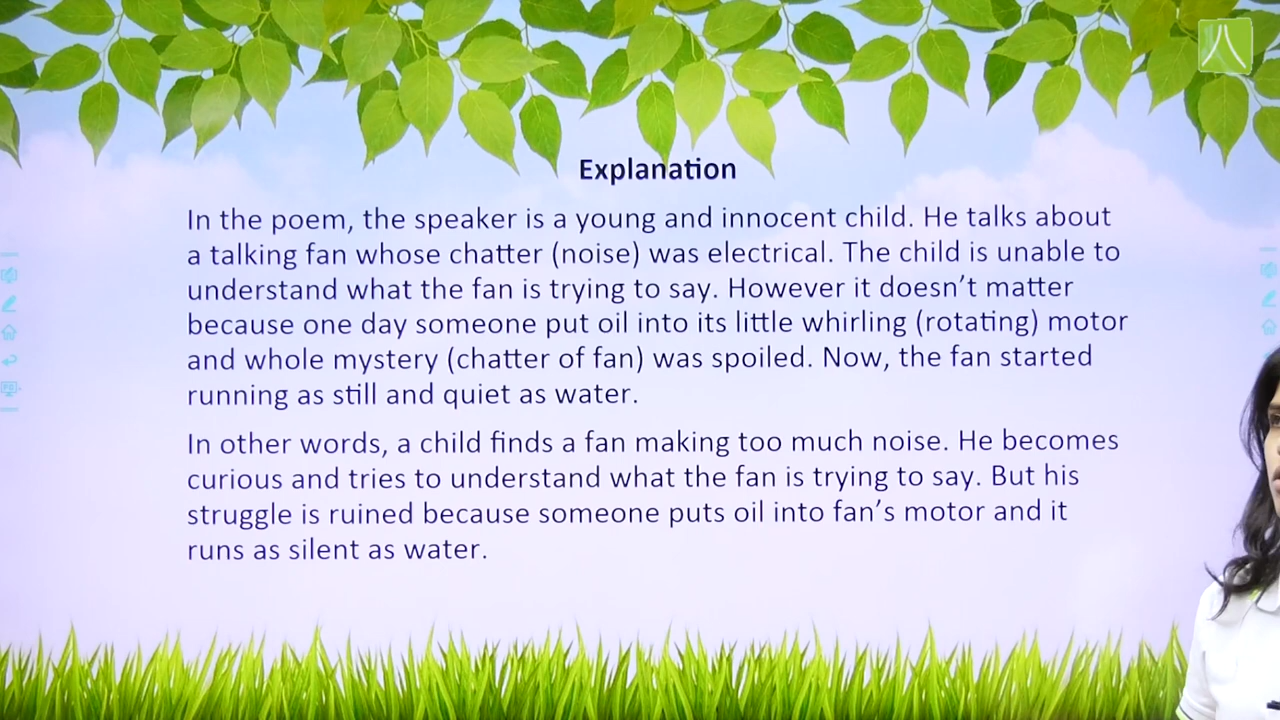 Explanation
In the poem, the speaker is a young and innocent child. He talks about
a talking fan whose chatter (noise) was electrical. The child is unable to
understand what the fan is trying to say. However it doesn’t matter
because one day someone put oil into its little whirling (rotating) motor
and whole mystery (chatter of fan) was spoiled. Now, the fan started
running as still and quiet as water.
In other words, a child finds a fan making too much noise. He becomes
curious and tries to understand what the fan is trying to say. But his
struggle is ruined because someone puts oil into fan’s motor and it
runs as silent as water.